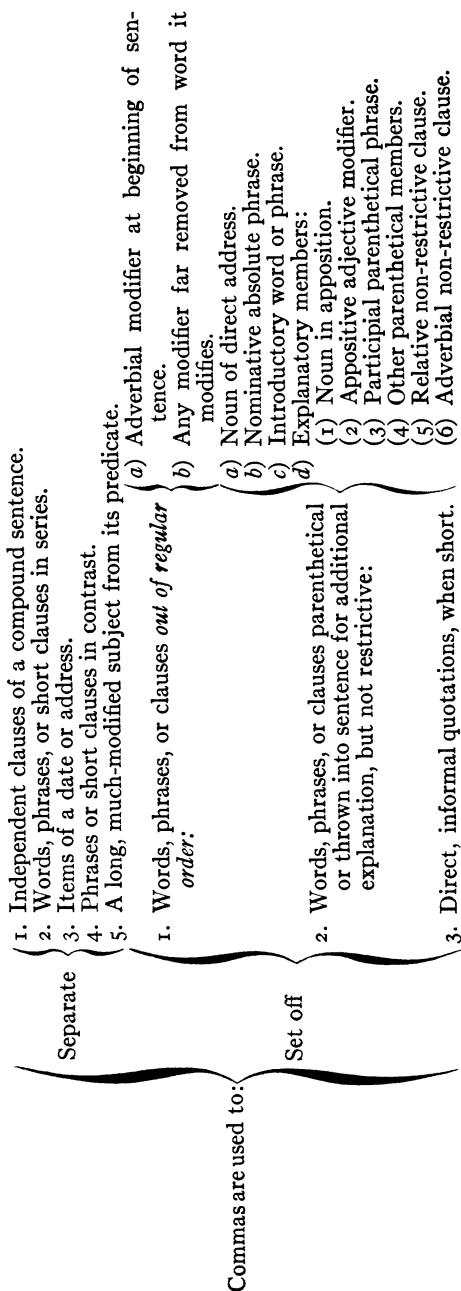 Commas are used to:
Separate
1. Independent clauses of a compound sentence.
2. Words, phrases, or short clauses in series.
3. Items of a date or address.
4. Phrases or short clauses in contrast.
5. A long, much-modified subject from its predicate.
Set off
1. Words, phrases, or clauses out of regular
order:
a) Adverbial modifier at beginning of sen-
tence.
b) Any modifier far removed from word it
modifies.
2. Words, phrases, or clauses parenthetical
or thrown into sentence for additional
explanation, but not restrictive:
a) Noun of direct address.
b) Nominative absolute phrase.
c) Introductory word or phrase.
d) Explanatory members:
(1) Noun in apposition.
(2) Appositive adjective modifier.
(3) Participial parenthetical phrase.
(4) Other parenthetical members.
(5) Relative non-restrictive clause.
(6) Adverbial non-restrictive clause.
3. Direct, informal quotations, when short.